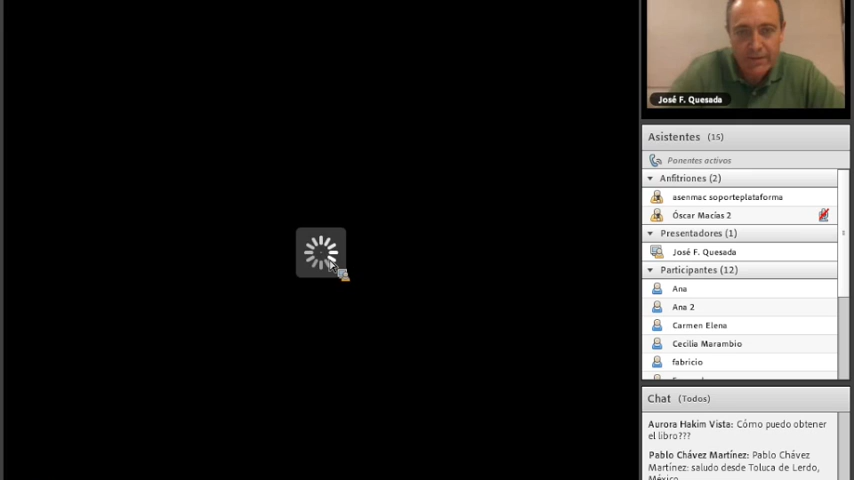 José F. Quesada
Asistentes (15)
Ponentes activos
Anfitriones (2)
asenmac soporteplataforma
Óscar Macías 2
Presentadores (1)
José F. Quesada
Participantes (12)
Ana
Ana 2
Carmen Elena
Cecilia Marambio
fabricio
Chat (Todos)
Aurora Hakim Vista: Cómo puedo obtener
el libro???
Pablo Chávez Martínez: Pablo Chávez
Martínez: saludo desde Toluca de Lerdo,
México